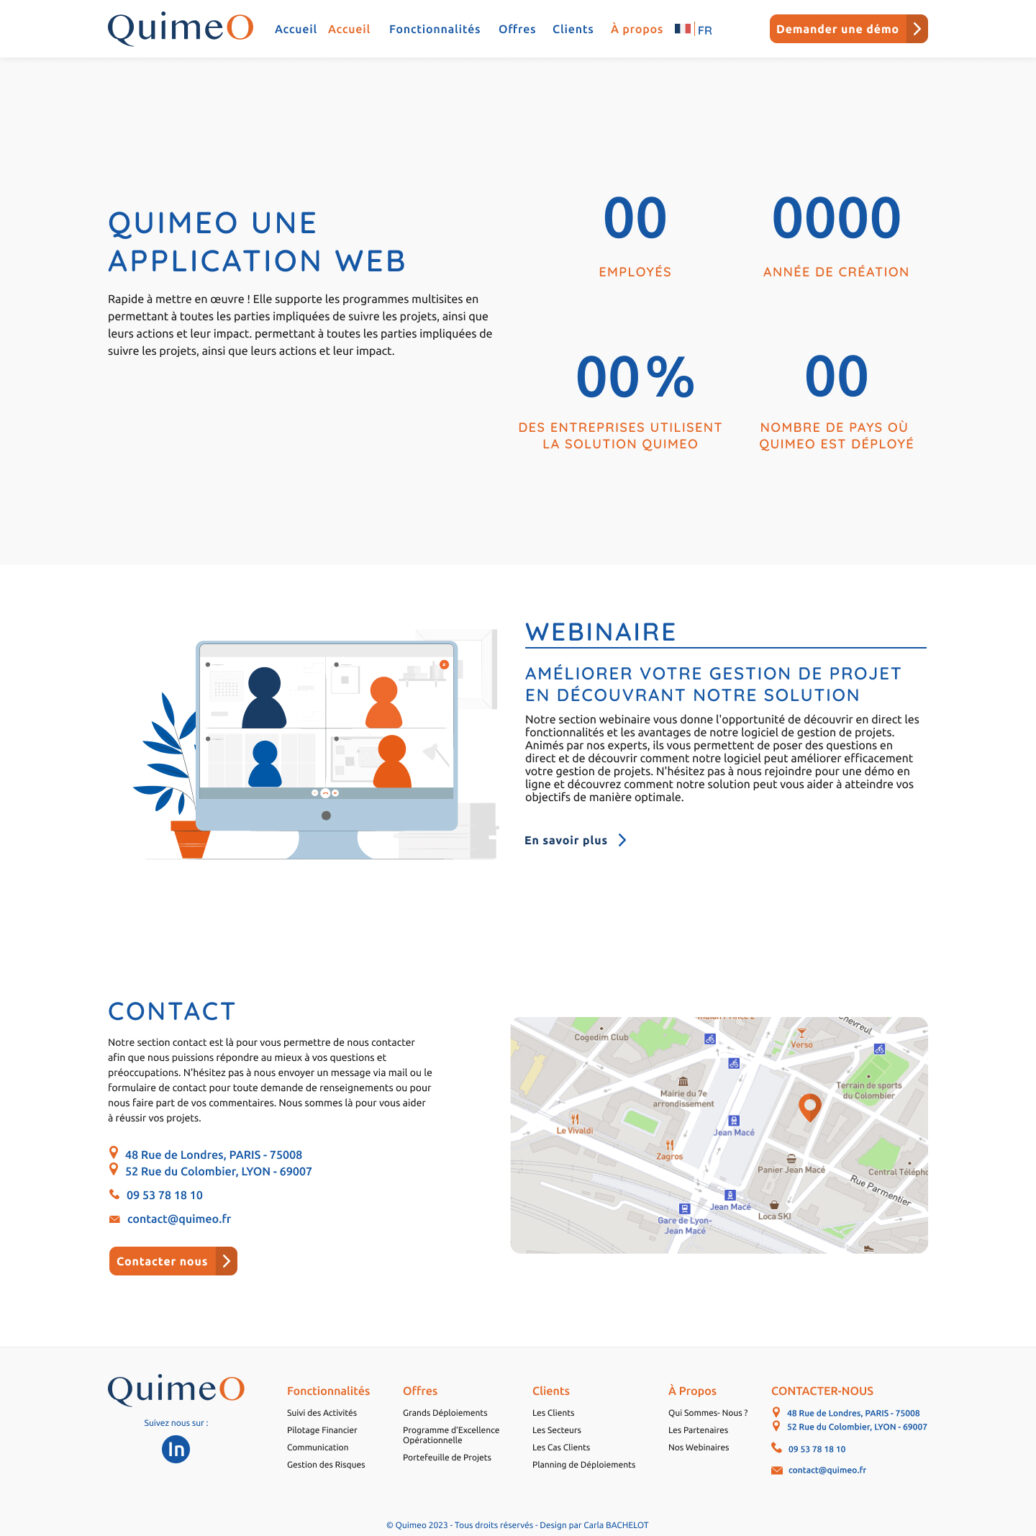 QuimeO
Accueil Accueil Fonctionnalités Offres Clients À propos FR
Demander une démo
QUIMEO UNE
APPLICATION WEB
Rapide à mettre en œuvre ! Elle supporte les programmes multisites en
permettant à toutes les parties impliquées de suivre les projets, ainsi que
leurs actions et leur impact. permettant à toutes les parties impliquées de
suivre les projets, ainsi que leurs actions et leur impact.
00
EMPLOYÉS
0000
ANNÉE DE CRÉATION
00%
DES ENTREPRISES UTILISENT
LA SOLUTION QUIMEO
00
NOMBRE DE PAYS OÙ
QUIMEO EST DÉPLOYÉ
WEBINAIRE
AMÉLIORER VOTRE GESTION DE PROJET
EN DÉCOUVRANT NOTRE SOLUTION
Notre section webinaire vous donne l'opportunité de découvrir en direct les
fonctionnalités et les avantages de notre logiciel de gestion de projets.
Animés par nos experts, ils vous permettent de poser des questions en
direct et de découvrir comment notre logiciel peut améliorer efficacement
votre gestion de projets. N'hésitez pas à nous rejoindre pour une démo en
ligne et découvrez comment notre solution peut vous aider à atteindre vos
objectifs de manière optimale.
En savoir plus
CONTACT
Notre section contact est là pour vous permettre de nous contacter
afin que nous puissions répondre au mieux à vos questions et
préoccupations. N'hésitez pas à nous envoyer un message via mail ou le
formulaire de contact pour toute demande de renseignements ou pour
nous faire part de vos commentaires. Nous sommes là pour vous aider
à réussir vos projets.
48 Rue de Londres, PARIS - 75008
52 Rue du Colombier, LYON - 69007
09 53 78 18 10
contact@quimeo.fr
Contacter nous
Chevreul
Cogedim Club
Verso
Terrain de sports
du Colombier
Mairie du 7e
arrondissement
Le Vivaldi
Jean Macé
Zagros
Panier Jean Macé
Central Télépho
Rue Parmentier
Jean Macé
Loca SKI
Gare de Lyon-
Jean Macé
QuimeO
Suivez nous sur :
In
Fonctionnalités
Suivi des Activités
Pilotage Financier
Communication
Gestion des Risques
Offres
Grands Déploiements
Programme d'Excellence
Opérationnelle
Portefeuille de Projets
Clients
Les Clients
Les Secteurs
Les Cas Clients
Planning de Déploiements
À Propos
Qui Sommes- Nous ?
Les Partenaires
Nos Webinaires
CONTACTER-NOUS
48 Rue de Londres, PARIS - 75008
52 Rue du Colombier, LYON - 69007
09 53 78 18 10
contact@quimeo.fr
© Quimeo 2023 - Tous droits réservés - Design par Carla BACHELOT